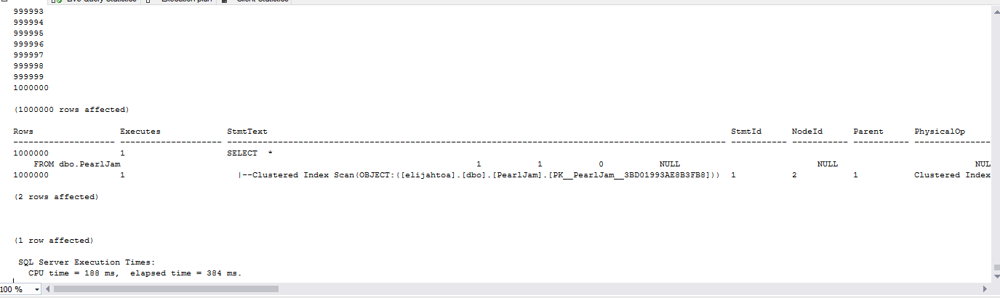 Live Query Statistics Execution plan Client Statistics
999993
999994
999995
999996
999997
999998
999999
1000000
(1000000 rows affected)
Rows Executes StmtText StmtId NodeId Parent PhysicalOp
1000000 1 SELECT *
FROM dbo.PearlJam 1 1 0 NULL NULL NUL
1000000 1 |--Clustered Index Scan(OBJECT:([elijahtoa].[dbo].[PearlJam].[PK__PearlJam__3BD01993AE8B3FB8])) 1 2 1 Clustered Index
(2 rows affected)
(1 row affected)
SQL Server Execution Times:
CPU time = 188 ms, elapsed time = 384 ms.
100 %